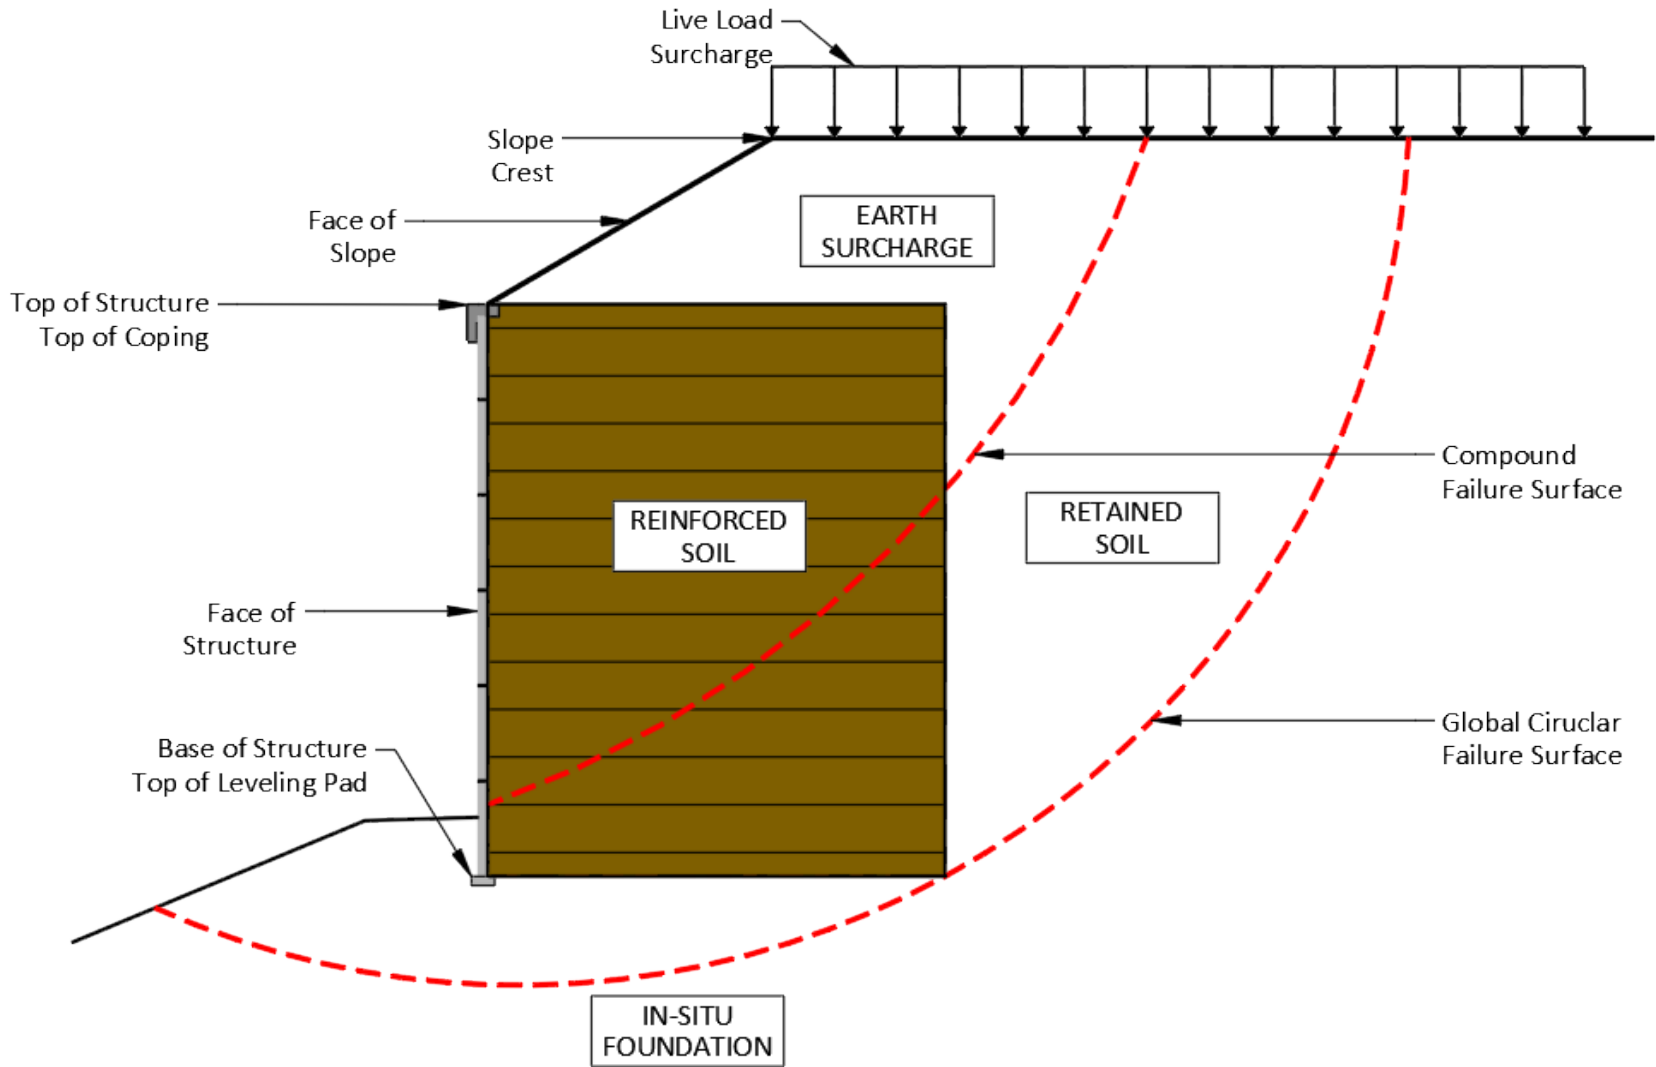 Live Load
Surcharge
Slope
Crest
Face of
Slope
EARTH
SURCHARGE
Top of Structure
Top of Coping
Compound
Failure Surface
REINFORCED
SOIL
RETAINED
SOIL
Face of
Structure
Global Ciruclar
Failure Surface
Base of Structure
Top of Leveling Pad
IN-SITU
FOUNDATION